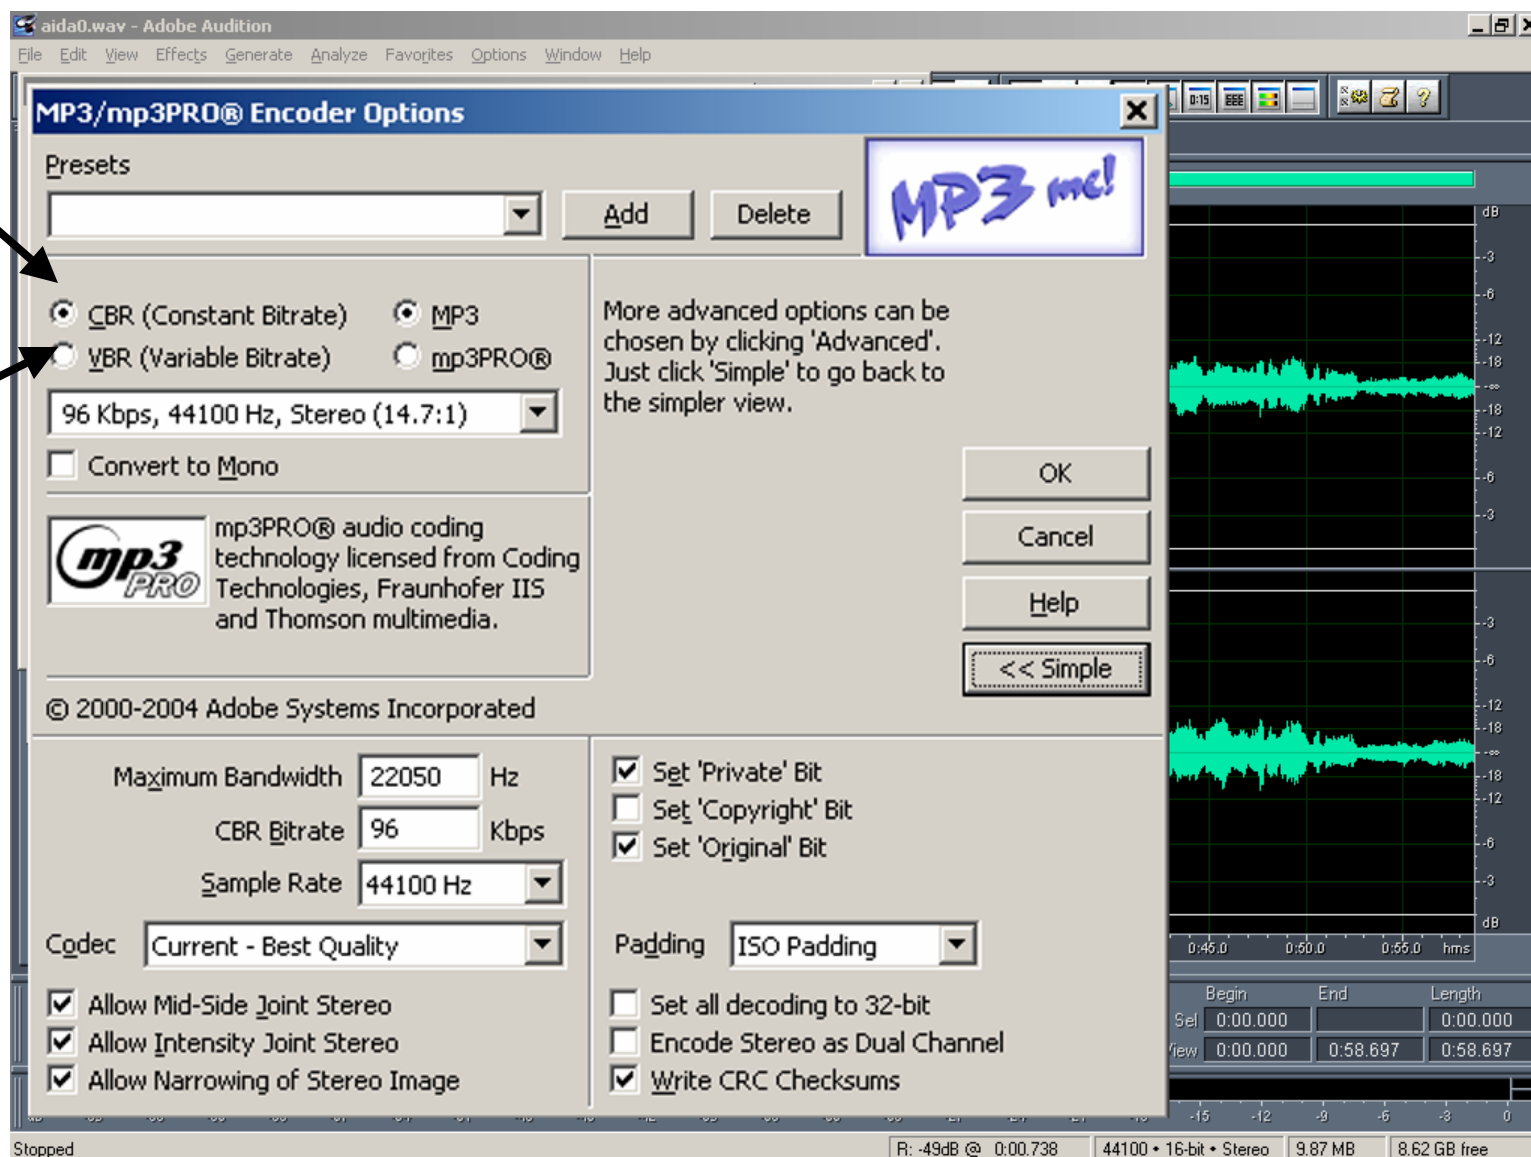 aida0.wav - Adobe Audition
File Edit View Effects Generate Analyze Favorites Options Window Help
MP3/mp3PRO® Encoder Options
Presets
Add Delete
MP3 me!
CBR (Constant Bitrate) MP3
VBR (Variable Bitrate) mp3PRO®
96 Kbps, 44100 Hz, Stereo (14.7:1)
Convert to Mono
More advanced options can be
chosen by clicking 'Advanced'.
Just click 'Simple' to go back to
the simpler view.
OK
Cancel
Help
<< Simple
mp3 PRO
mp3PRO® audio coding
technology licensed from Coding
Technologies, Fraunhofer IIS
and Thomson multimedia.
© 2000-2004 Adobe Systems Incorporated
Maximum Bandwidth 22050 Hz
CBR Bitrate 96 Kbps
Sample Rate 44100 Hz
Codec Current - Best Quality
Allow Mid-Side Joint Stereo
Allow Intensity Joint Stereo
Allow Narrowing of Stereo Image
Set 'Private' Bit
Set 'Copyright' Bit
Set 'Original' Bit
Padding ISO Padding
Set all decoding to 32-bit
Encode Stereo as Dual Channel
Write CRC Checksums
0:15
dB
-3
-6
-12
-18
-∞
-18
-12
-6
-3
-3
-6
-12
-18
-∞
-18
-12
-6
-3
dB
0:45.0 0:50.0 0:55.0 hms
Begin End Length
Sel 0:00.000 0:00.000
View 0:00.000 0:58.697 0:58.697
-15 -12 -9 -6 -3 0
Stopped R: -49dB @ 0:00.738 44100 • 16-bit • Stereo 9.87 MB 8.62 GB free